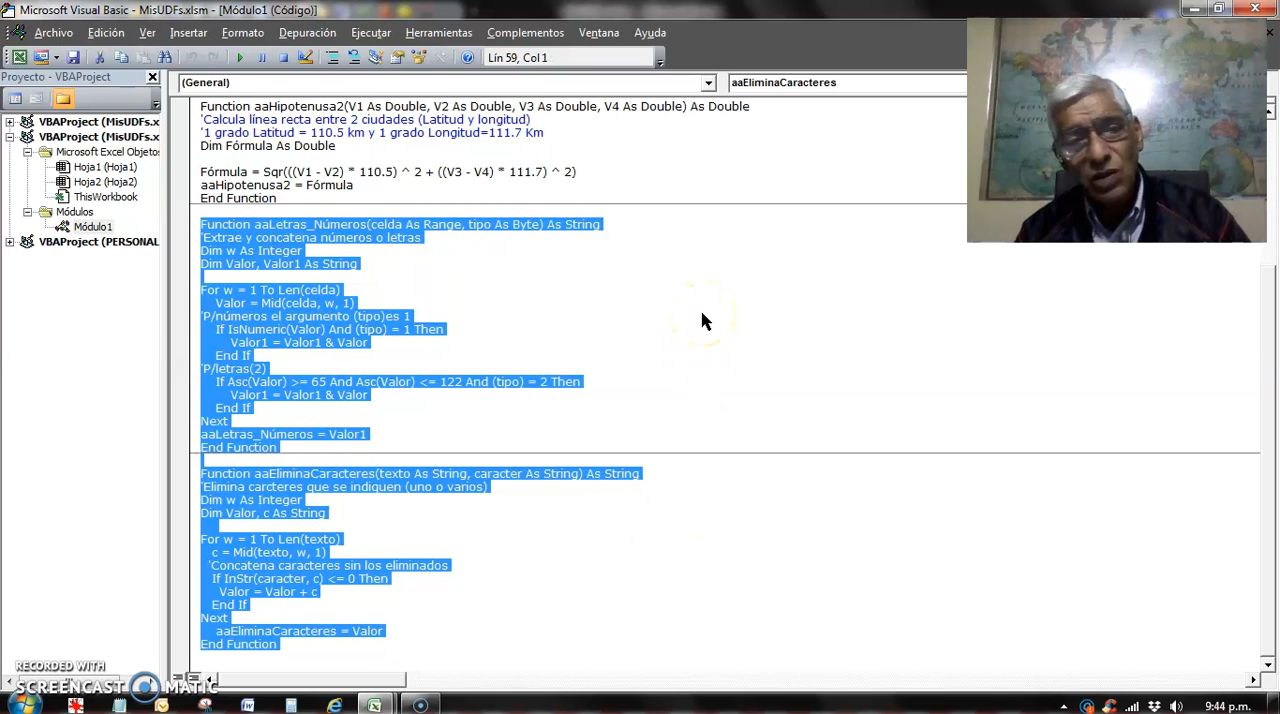 Microsoft Visual Basic - MisUDFs.xlsm - [Módulo1 (Código)]
Archivo Edición Ver Insertar Formato Depuración Ejecutar Herramientas Complementos Ventana Ayuda
Lín 59, Col 1
Proyecto - VBAProject
(General)
aaEliminaCaracteres
VBAProject (MisUDFs.x
VBAProject (MisUDFs.x
Microsoft Excel Objeto
Hoja1 (Hoja1)
Hoja2 (Hoja2)
ThisWorkbook
Módulos
Módulo1
VBAProject (PERSONAL
Function aaHipotenusa2(V1 As Double, V2 As Double, V3 As Double, V4 As Double) As Double
'Calcula línea recta entre 2 ciudades (Latitud y longitud)
'1 grado Latitud = 110.5 km y 1 grado Longitud=111.7 Km
Dim Fórmula As Double
Fórmula = Sqr(((V1 - V2) * 110.5) ^ 2 + ((V3 - V4) * 111.7) ^ 2)
aaHipotenusa2 = Fórmula
End Function
Function aaLetras_Números(celda As Range, tipo As Byte) As String
'Extrae y concatena números o letras
Dim w As Integer
Dim Valor, Valor1 As String
For w = 1 To Len(celda)
Valor = Mid(celda, w, 1)
'P/números el argumento (tipo)es 1
If IsNumeric(Valor) And (tipo) = 1 Then
Valor1 = Valor1 & Valor
End If
'P/letras(2)
If Asc(Valor) >= 65 And Asc(Valor) <= 122 And (tipo) = 2 Then
Valor1 = Valor1 & Valor
End If
Next
aaLetras_Números = Valor1
End Function
Function aaEliminaCaracteres(texto As String, caracter As String) As String
'Elimina carcteres que se indiquen (uno o varios)
Dim w As Integer
Dim Valor, c As String
For w = 1 To Len(texto)
c = Mid(texto, w, 1)
'Concatena caracteres sin los eliminados
If InStr(caracter, c) <= 0 Then
Valor = Valor + c
End If
Next
aaEliminaCaracteres = Valor
End Function
RECORDED WITH
SCREENCAST MATIC
9:44 p.m.